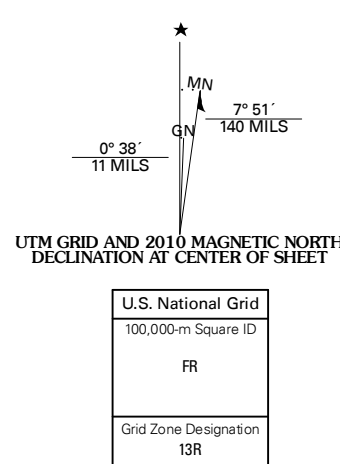 ★
MN
7° 51´
140 MILS
GN
0° 38´
11 MILS
UTM GRID AND 2010 MAGNETIC NORTH
DECLINATION AT CENTER OF SHEET
U.S. National Grid
100,000-m Square ID
FR
Grid Zone Designation
13R